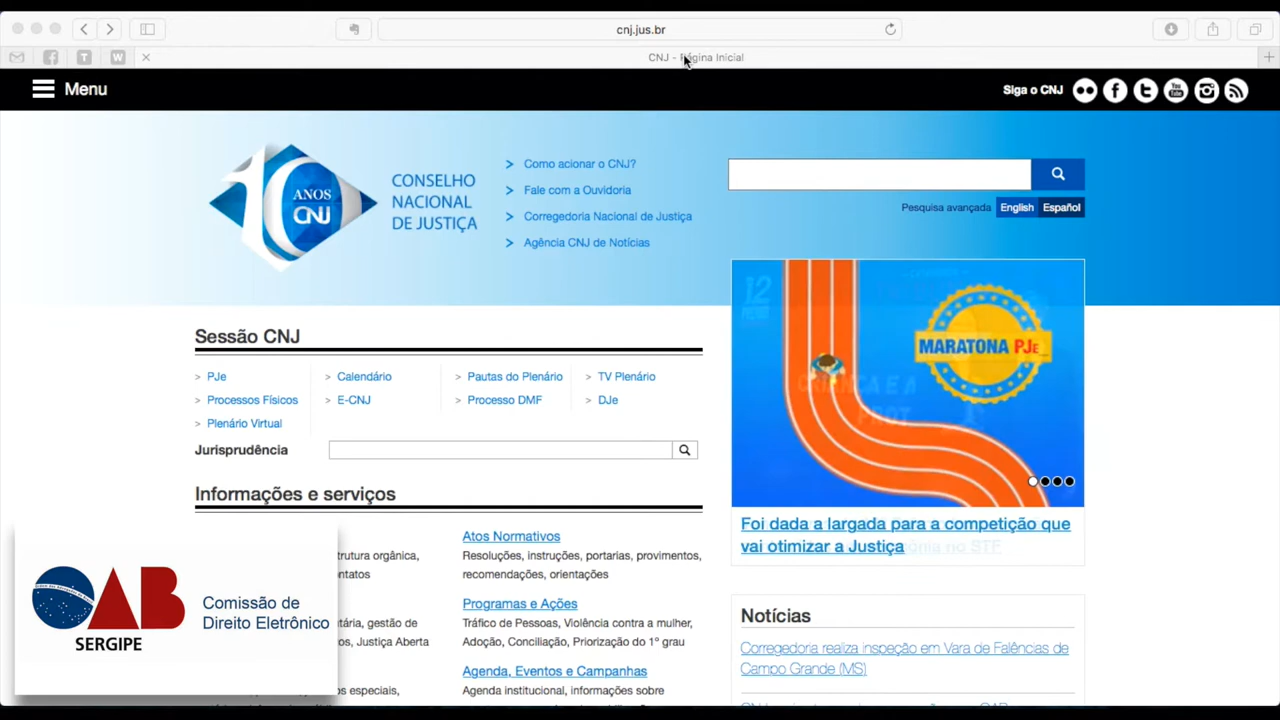 cnj.jus.br
CNJ - Página Inicial
Menu
Siga o CNJ
10 ANOS
CNJ
CONSELHO
NACIONAL
DE JUSTIÇA
> Como acionar o CNJ?
> Fale com a Ouvidoria
> Corregedoria Nacional de Justiça
> Agência CNJ de Notícias
Pesquisa avançada English Español
MARATONA PJe
Sessão CNJ
> PJe > Calendário > Pautas do Plenário > TV Plenário
> Processos Físicos > E-CNJ > Processo DMF > DJe
> Plenário Virtual
Jurisprudência
Foi dada a largada para a competição que
vai otimizar a Justiça
Informações e serviços
Atos Normativos
trutura orgânica, Resoluções, instruções, portarias, provimentos,
ntatos recomendações, orientações
Programas e Ações
tária, gestão de Tráfico de Pessoas, Violência contra a mulher,
s, Justiça Aberta Adoção, Conciliação, Priorização do 1º grau
Agenda, Eventos e Campanhas
s especiais, Agenda institucional, informações sobre
Notícias
Corregedoria realiza inspeção em Vara de Falências de
Campo Grande (MS)
OAB
SERGIPE
Comissão de
Direito Eletrônico